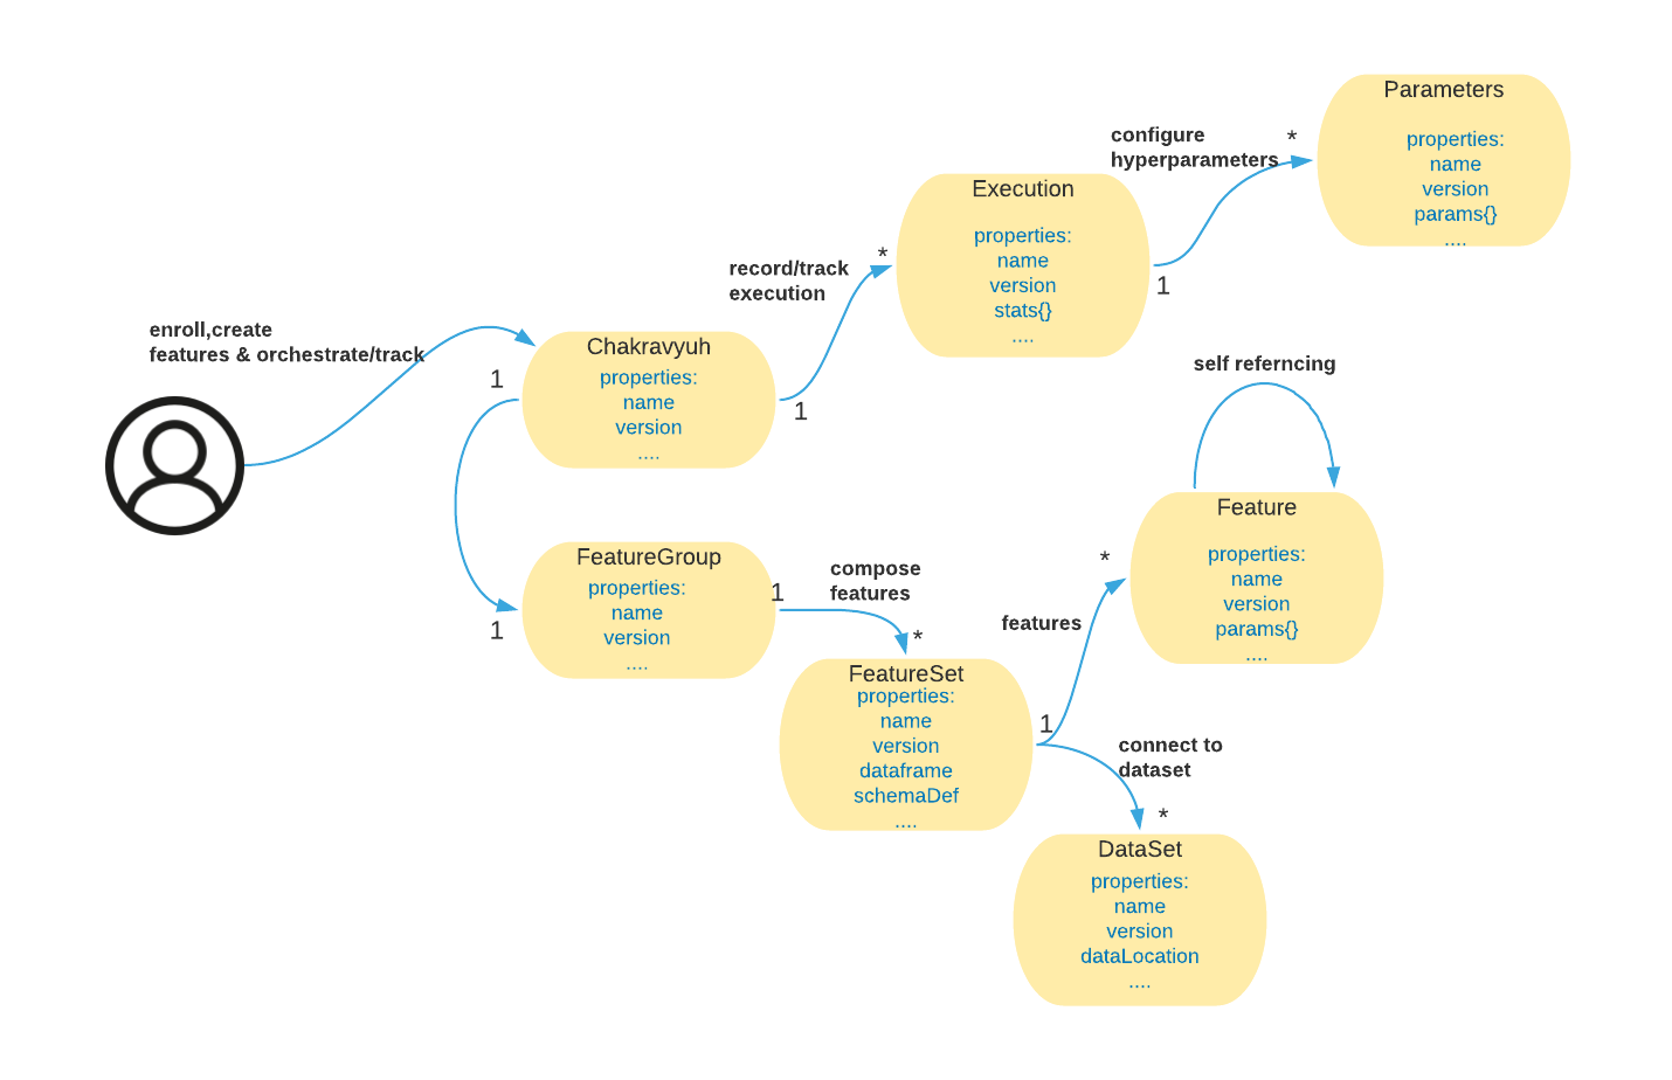 Parameters
properties:
name
version
params{}
....
configure
hyperparameters
*
1
Execution
properties:
name
version
stats{}
....
record/track
execution
*
1
enroll,create
features & orchestrate/track
Chakravyuh
properties:
name
version
....
1
1
FeatureGroup
properties:
name
version
....
1
compose
features
*
FeatureSet
properties:
name
version
dataframe
schemaDef
....
1
features
*
self referncing
Feature
properties:
name
version
params{}
....
connect to
dataset
*
DataSet
properties:
name
version
dataLocation
....